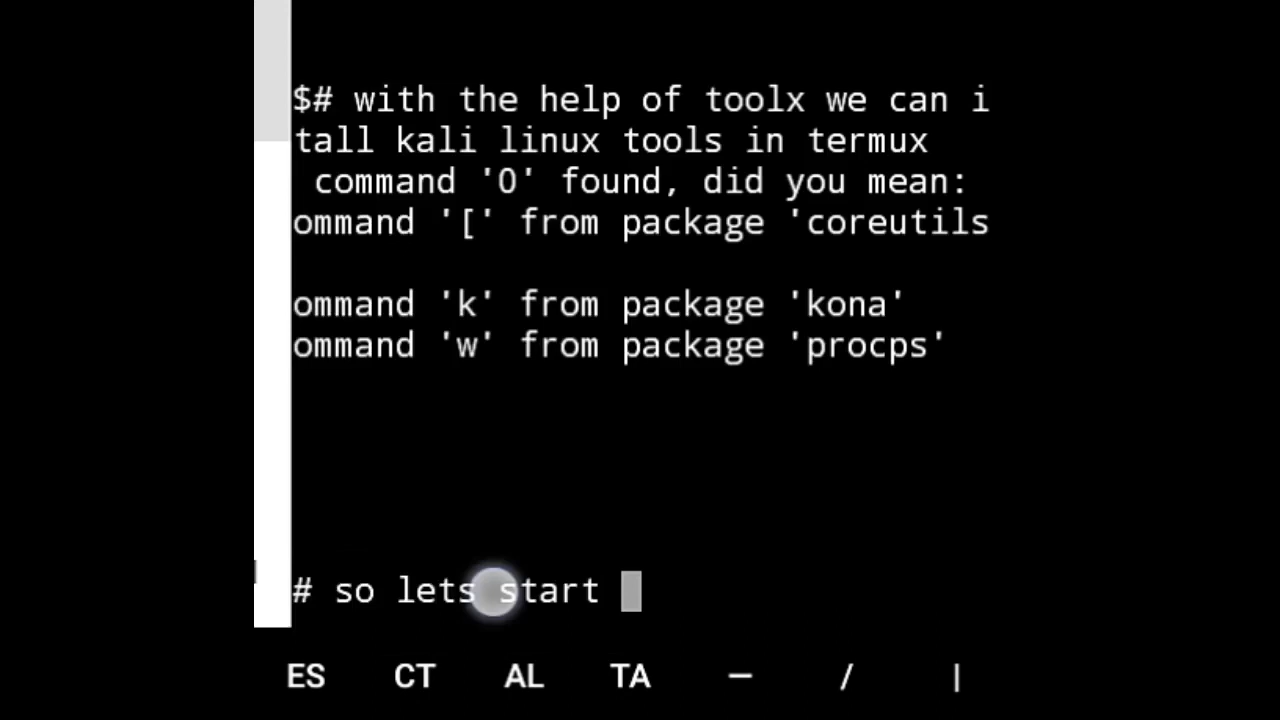 $# with the help of toolx we can i
tall kali linux tools in termux
command '0' found, did you mean:
ommand '[' from package 'coreutils
ommand 'k' from package 'kona'
ommand 'w' from package 'procps'
# so lets start
ES CT AL TA — / |